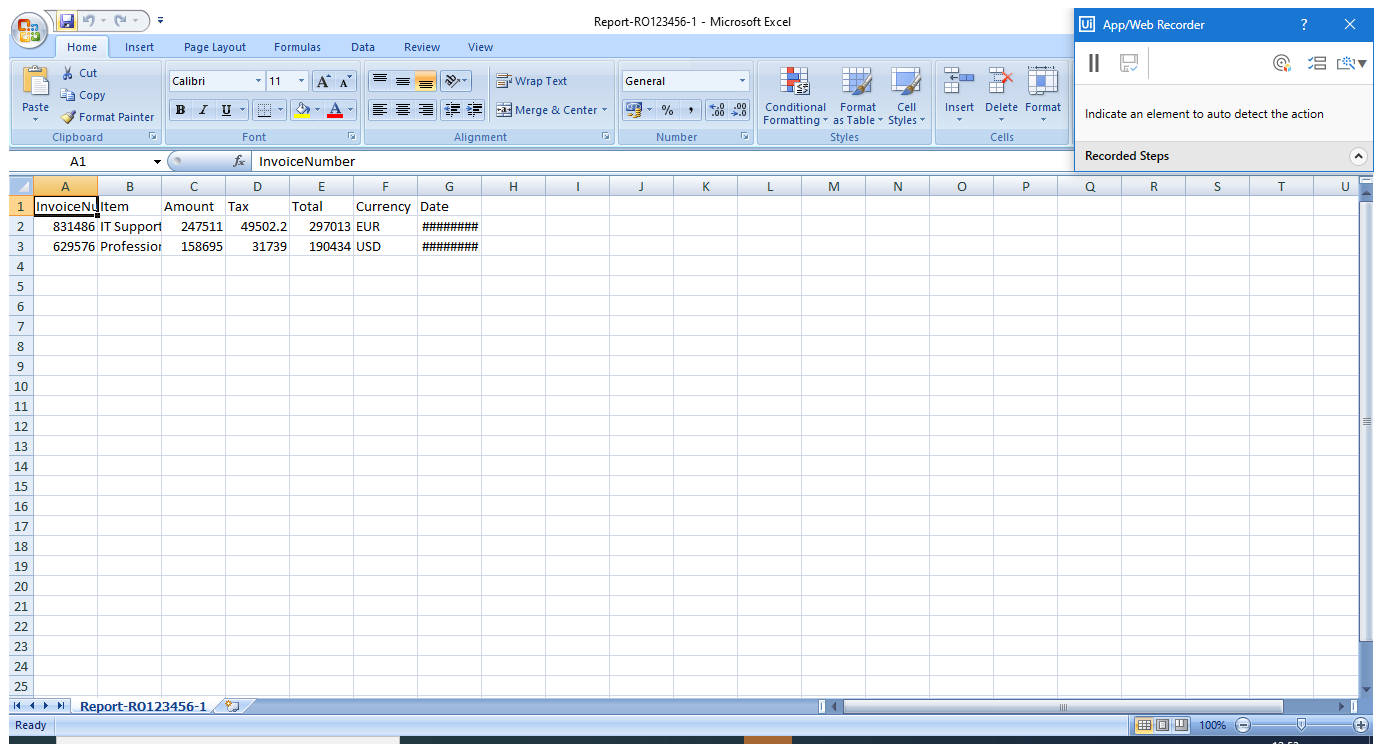 Report-RO123456-1 - Microsoft Excel
Home Insert Page Layout Formulas Data Review View
Paste
Cut
Copy
Format Painter
Clipboard
Calibri 11
B I U A
Font
Wrap Text
Merge & Center
Alignment
General
% , .00
Number
Conditional Formatting
Format as Table
Cell Styles
Styles
Insert Delete Format
Cells
Ui App/Web Recorder ?
Indicate an element to auto detect the action
Recorded Steps
A1 fx InvoiceNumber
A B C D E F G H I J K L M N O P Q R S T U
1 InvoiceNu Item Amount Tax Total Currency Date
2 831486 IT Support 247511 49502.2 297013 EUR ########
3 629576 Profession 158695 31739 190434 USD ########
4
5
6
7
8
9
10
11
12
13
14
15
16
17
18
19
20
21
22
23
24
25
Report-RO123456-1
Ready 100%